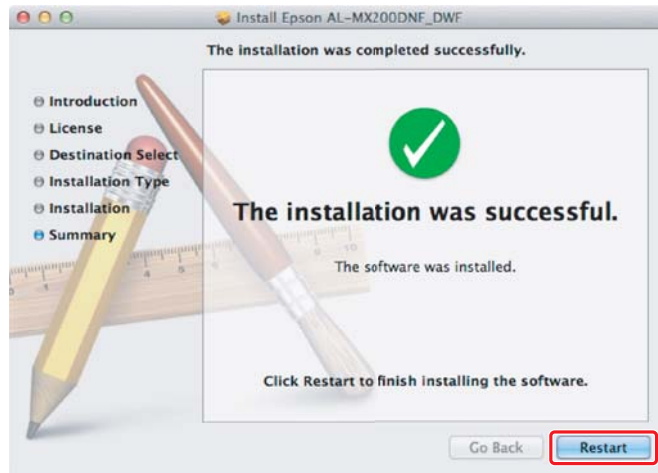 Install Epson AL-MX200DNF_DWF
The installation was completed successfully.
Introduction
License
Destination Select
Installation Type
Installation
Summary
The installation was successful.
The software was installed.
Click Restart to finish installing the software.
Go Back
Restart